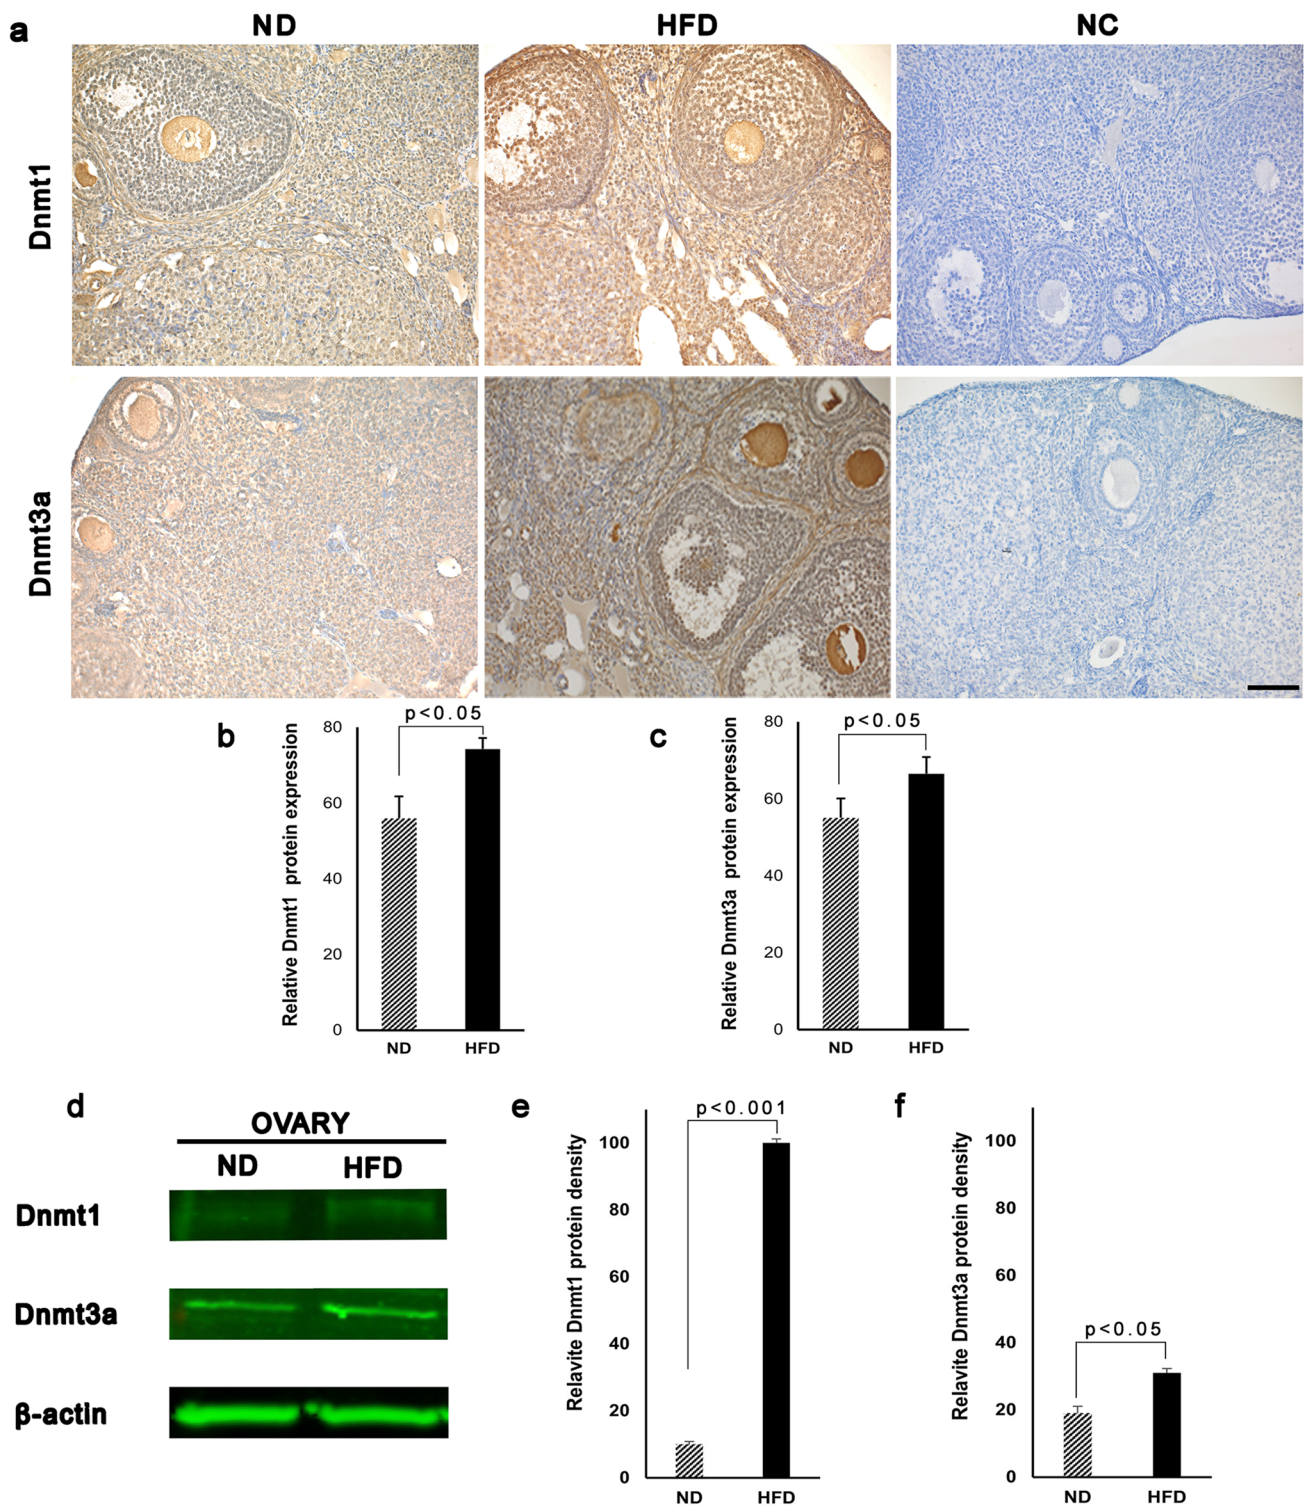 a
ND HFD NC
Dnmt1
Dnmt3a
b
Relative Dnmt1 protein expression
p<0.05
80
60
40
20
0
ND HFD
c
Relative Dnmt3a protein expression
p<0.05
80
60
40
20
0
ND HFD
d
OVARY
ND HFD
Dnmt1
Dnmt3a
β-actin
e
Relavite Dnmt1 protein density
p<0.001
100
80
60
40
20
0
ND HFD
f
Relavite Dnmt3a protein density
100
80
60
p<0.05
40
20
0
ND HFD